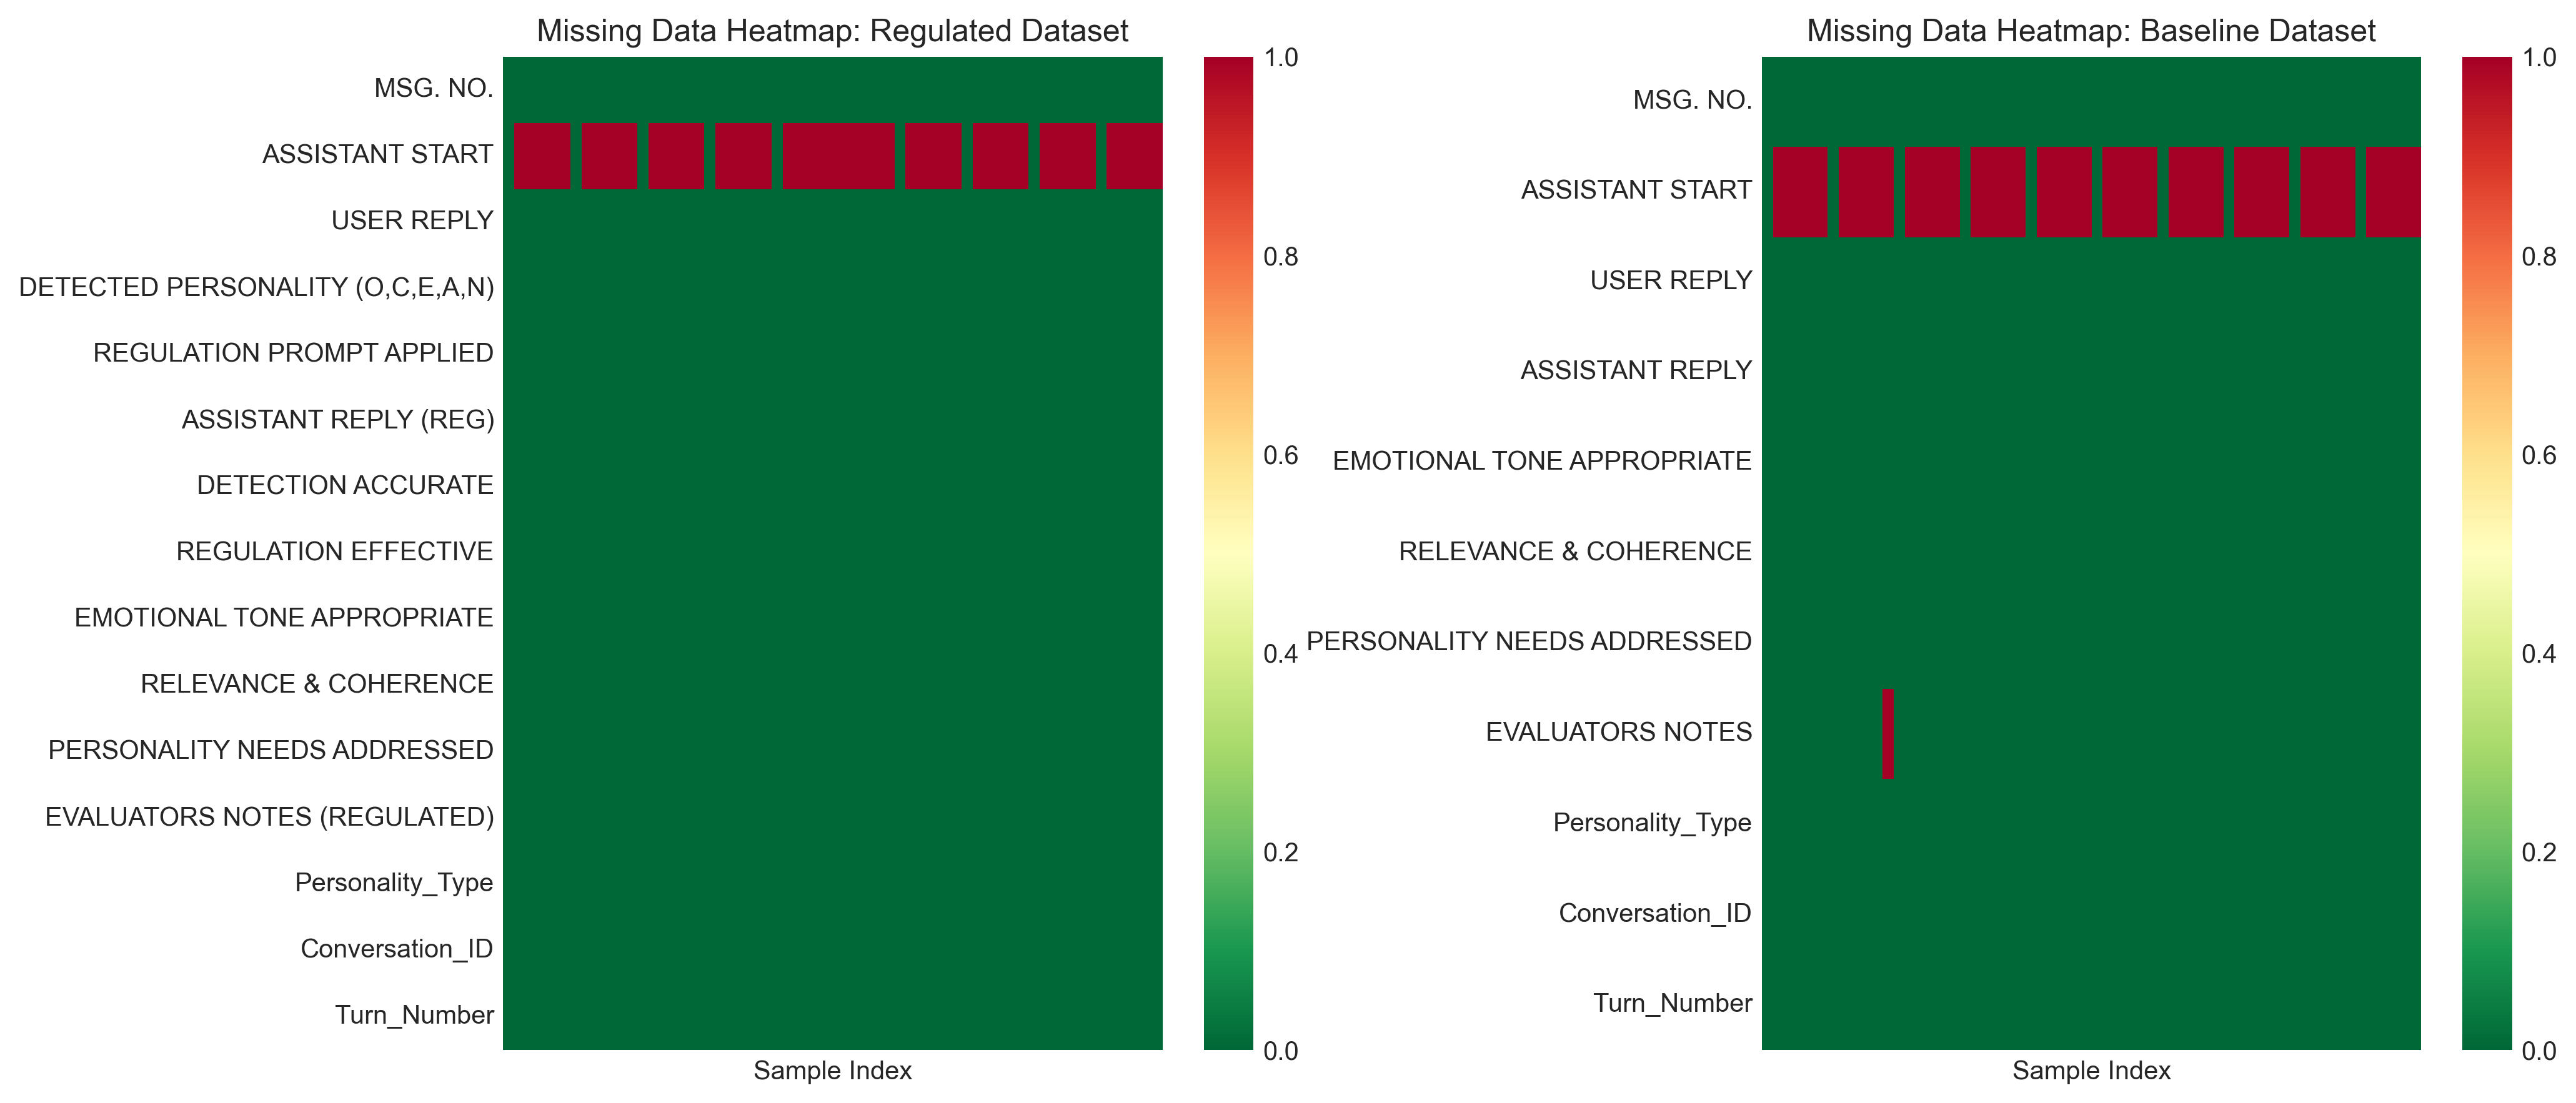 Missing Data Heatmap: Regulated Dataset
MSG. NO.
ASSISTANT START
USER REPLY
DETECTED PERSONALITY (O,C,E,A,N)
REGULATION PROMPT APPLIED
ASSISTANT REPLY (REG)
DETECTION ACCURATE
REGULATION EFFECTIVE
EMOTIONAL TONE APPROPRIATE
RELEVANCE & COHERENCE
PERSONALITY NEEDS ADDRESSED
EVALUATORS NOTES (REGULATED)
Personality_Type
Conversation_ID
Turn_Number
Sample Index
1.0
0.8
0.6
0.4
0.2
0.0
Missing Data Heatmap: Baseline Dataset
MSG. NO.
ASSISTANT START
USER REPLY
ASSISTANT REPLY
EMOTIONAL TONE APPROPRIATE
RELEVANCE & COHERENCE
PERSONALITY NEEDS ADDRESSED
EVALUATORS NOTES
Personality_Type
Conversation_ID
Turn_Number
Sample Index
1.0
0.8
0.6
0.4
0.2
0.0